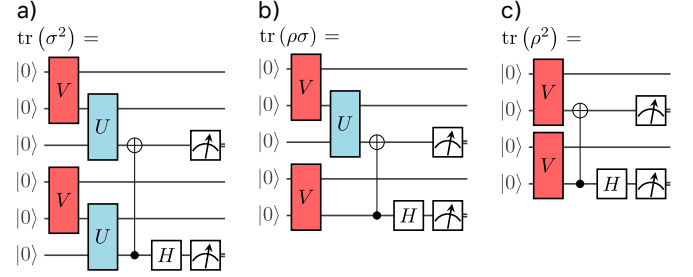 a)
tr (σ²) =
|0⟩
|0⟩
|0⟩
|0⟩
|0⟩
|0⟩
V
U
V
U
H
b)
tr (ρσ) =
|0⟩
|0⟩
|0⟩
|0⟩
|0⟩
V
U
V
H
c)
tr (ρ²) =
|0⟩
|0⟩
|0⟩
|0⟩
V
V
H